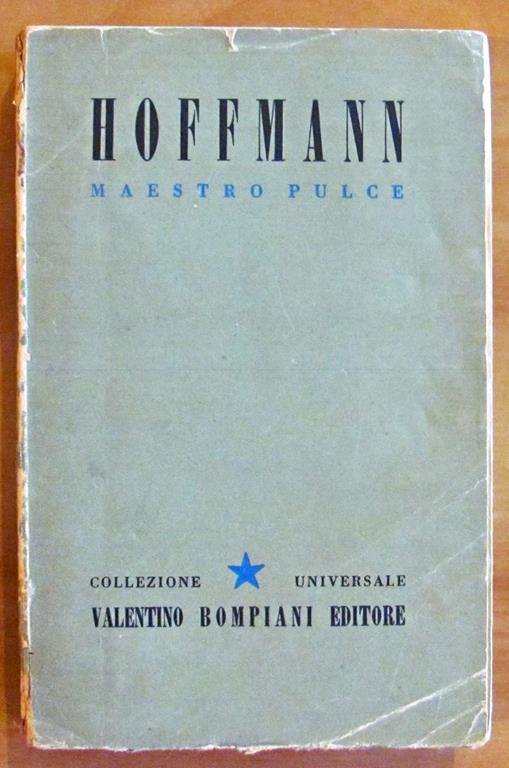 HOFFMANN
MAESTRO PULCE
COLLEZIONE UNIVERSALE
VALENTINO BOMPIANI EDITORE